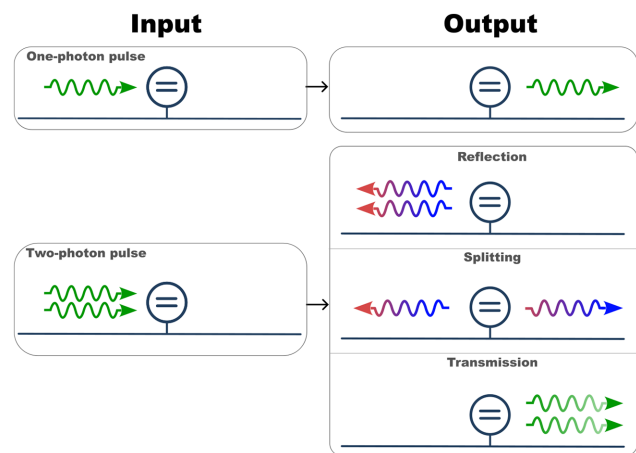 Input
Output
One-photon pulse
Reflection
Two-photon pulse
Splitting
Transmission